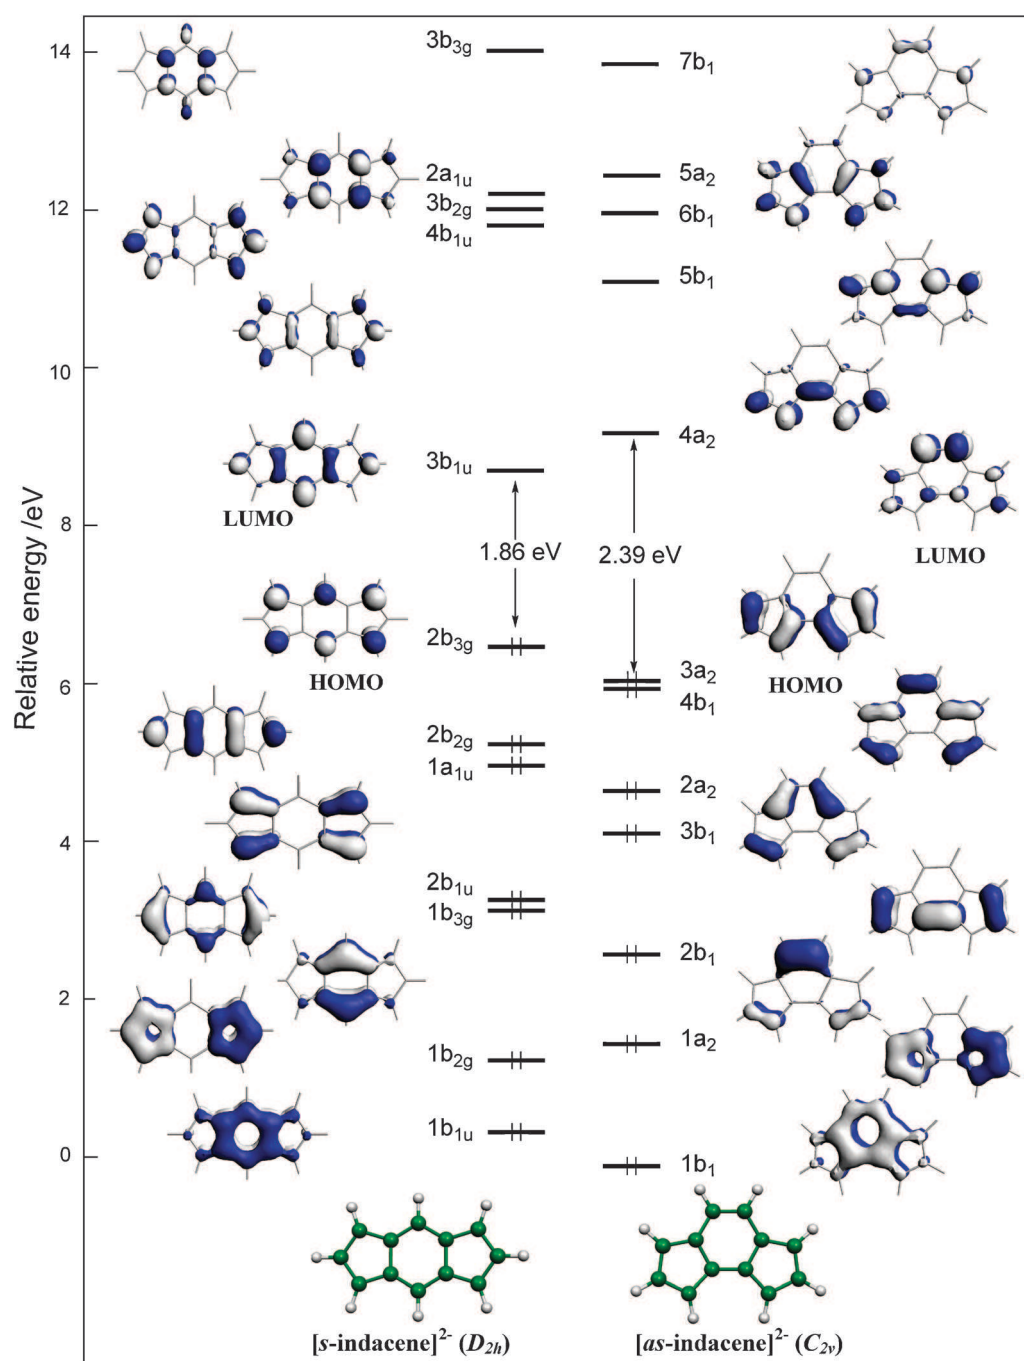 14
3b3g
7b1
2a1u
5a2
12
3b2g
6b1
4b1u
5b1
10
4a2
3b1u
LUMO
8
1.86 eV
2.39 eV
LUMO
Relative energy /eV
2b3g
HOMO
HOMO
6
3a2
4b1
2b2g
1a1u
2a2
4
3b1
2b1u
1b3g
2b1
2
1a2
1b2g
1b1u
0
1b1
[s-indacene]2- (D2h)
[as-indacene]2- (C2v)